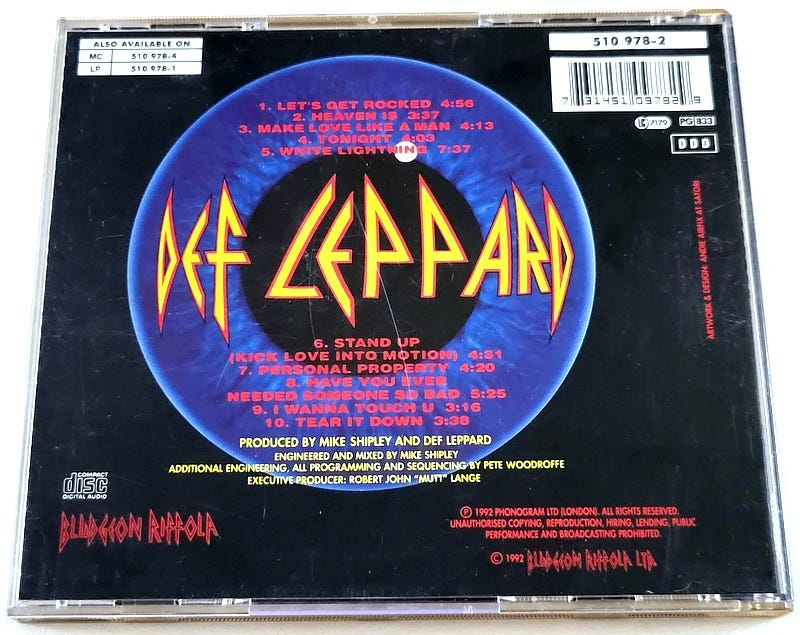 ALSO AVAILABLE ON
MC 510 978-4
LP 510 978-1
510 978-2
7 31451 09782 9
LC 7179
PG 833
DDD
1. LET'S GET ROCKED 4:56
2. HEAVEN IS 3:37
3. MAKE LOVE LIKE A MAN 4:13
4. TONIGHT 4:03
5. WHITE LIGHTNING 7:37
DEF LEPPARD
ARTWORK & DESIGN: ANDIE AIRFIX AT SATORI
6. STAND UP
(KICK LOVE INTO MOTION) 4:31
7. PERSONAL PROPERTY 4:20
8. HAVE YOU EVER
NEEDED SOMEONE SO BAD 5:25
9. I WANNA TOUCH U 3:16
10. TEAR IT DOWN 3:38
PRODUCED BY MIKE SHIPLEY AND DEF LEPPARD
ENGINEERED AND MIXED BY MIKE SHIPLEY
ADDITIONAL ENGINEERING, ALL PROGRAMMING AND SEQUENCING BY PETE WOODROFFE
EXECUTIVE PRODUCER: ROBERT JOHN "MUTT" LANGE
COMPACT
disc
DIGITAL AUDIO
BLUDGEON RIFFOLA
Ⓟ 1992 PHONOGRAM LTD (LONDON). ALL RIGHTS RESERVED.
UNAUTHORISED COPYING, REPRODUCTION, HIRING, LENDING, PUBLIC
PERFORMANCE AND BROADCASTING PROHIBITED.
© 1992 BLUDGEON RIFFOLA LTD.